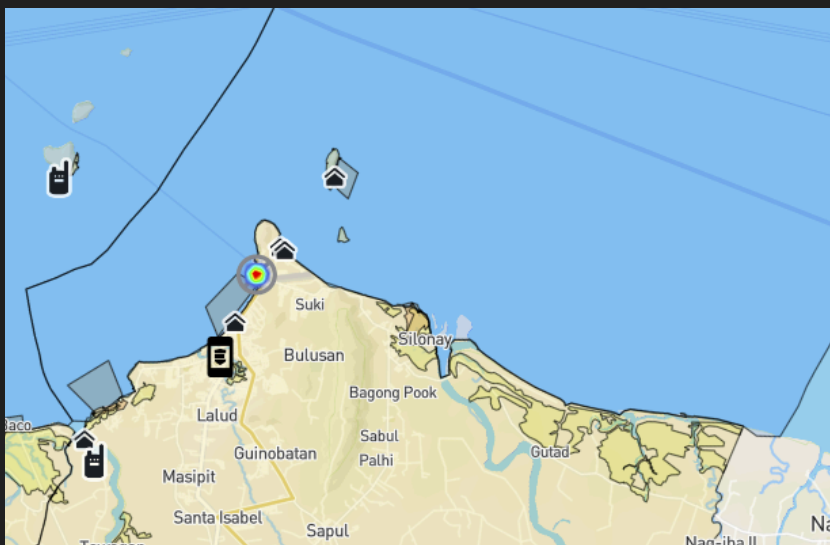 Suki
Silonay
Bulusan
Bagong Pook
Lalud
Baco
Sabul
Guinobatan
Palhi
Gutad
Masipit
Santa Isabel
Sapul
Nag-iba II